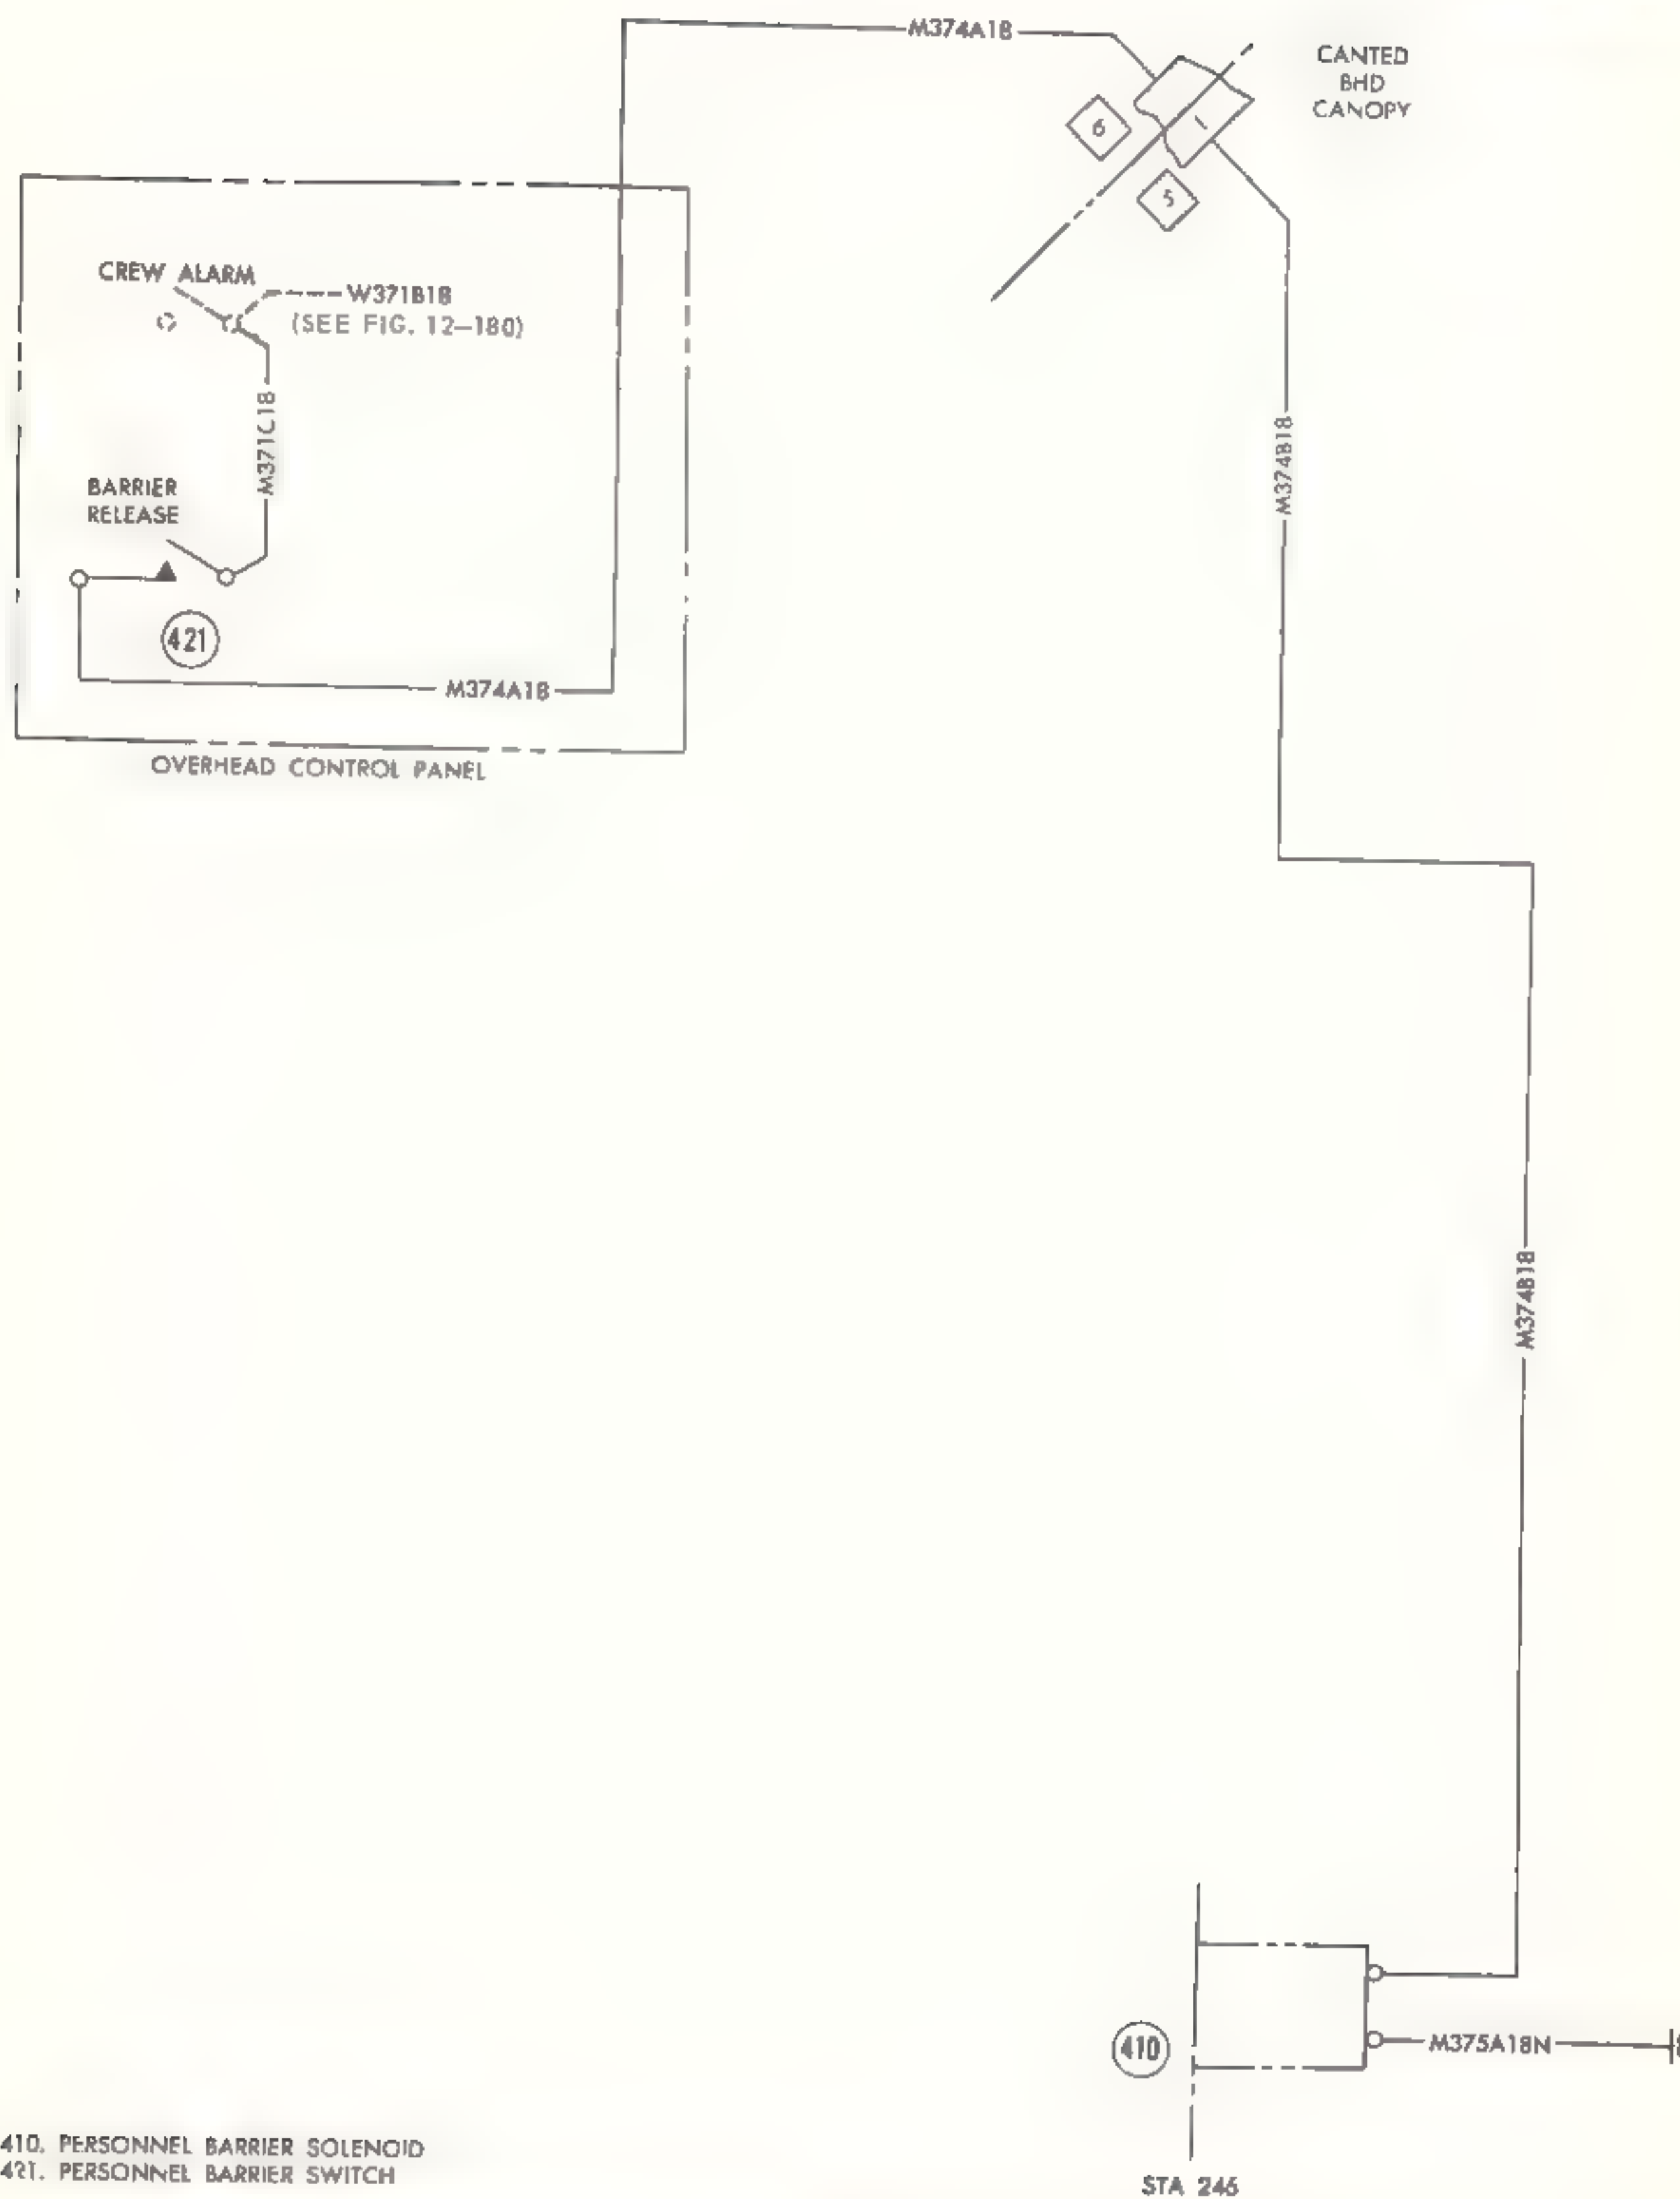 M374A18
CANTED
BHD
CANOPY
6
5
CREW ALARM
W371B18
(SEE FIG. 12-180)
M371C18
M374B18
BARRIER
RELEASE
421
M374A18
OVERHEAD CONTROL PANEL
M374B18
410
M375A18N
410. PERSONNEL BARRIER SOLENOID
421. PERSONNEL BARRIER SWITCH
STA 246